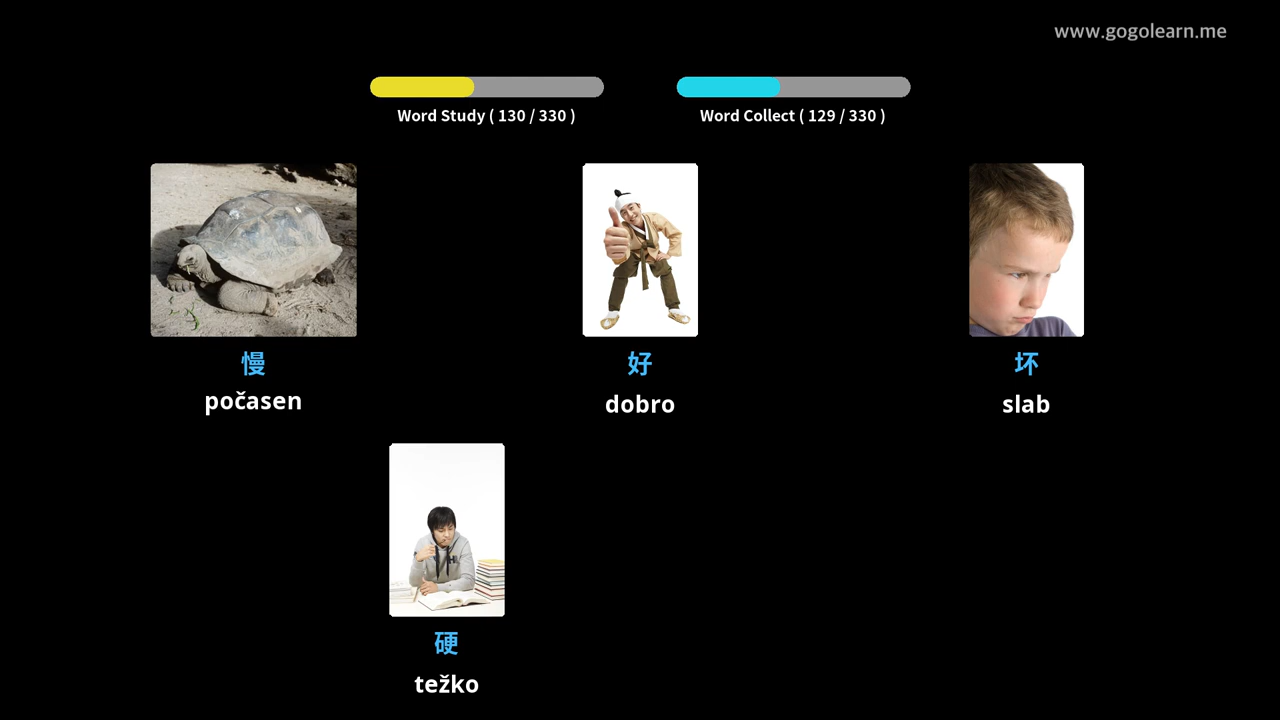 www.gogolearn.me
Word Study ( 130 / 330 )
Word Collect ( 129 / 330 )
慢
好
坏
počasen
dobro
slab
硬
težko